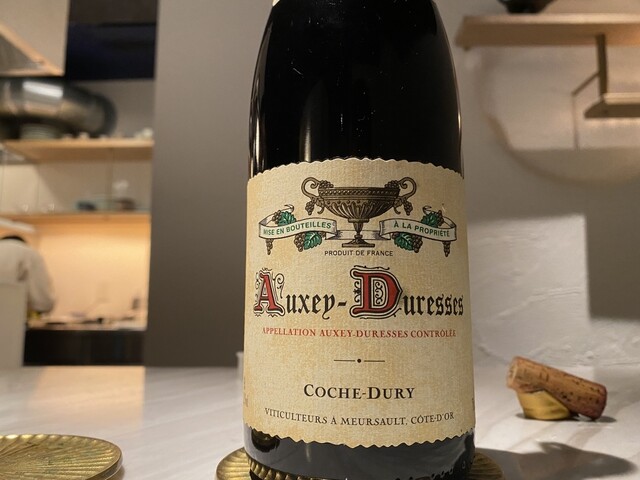 MISE EN BOUTEILLES À LA PROPRIÉTÉ
PRODUIT DE FRANCE
Auxey-Duresses
APPELLATION AUXEY-DURESSES CONTRÔLÉE
COCHE-DURY
VITICULTEURS À MEURSAULT, CÔTE-D'OR